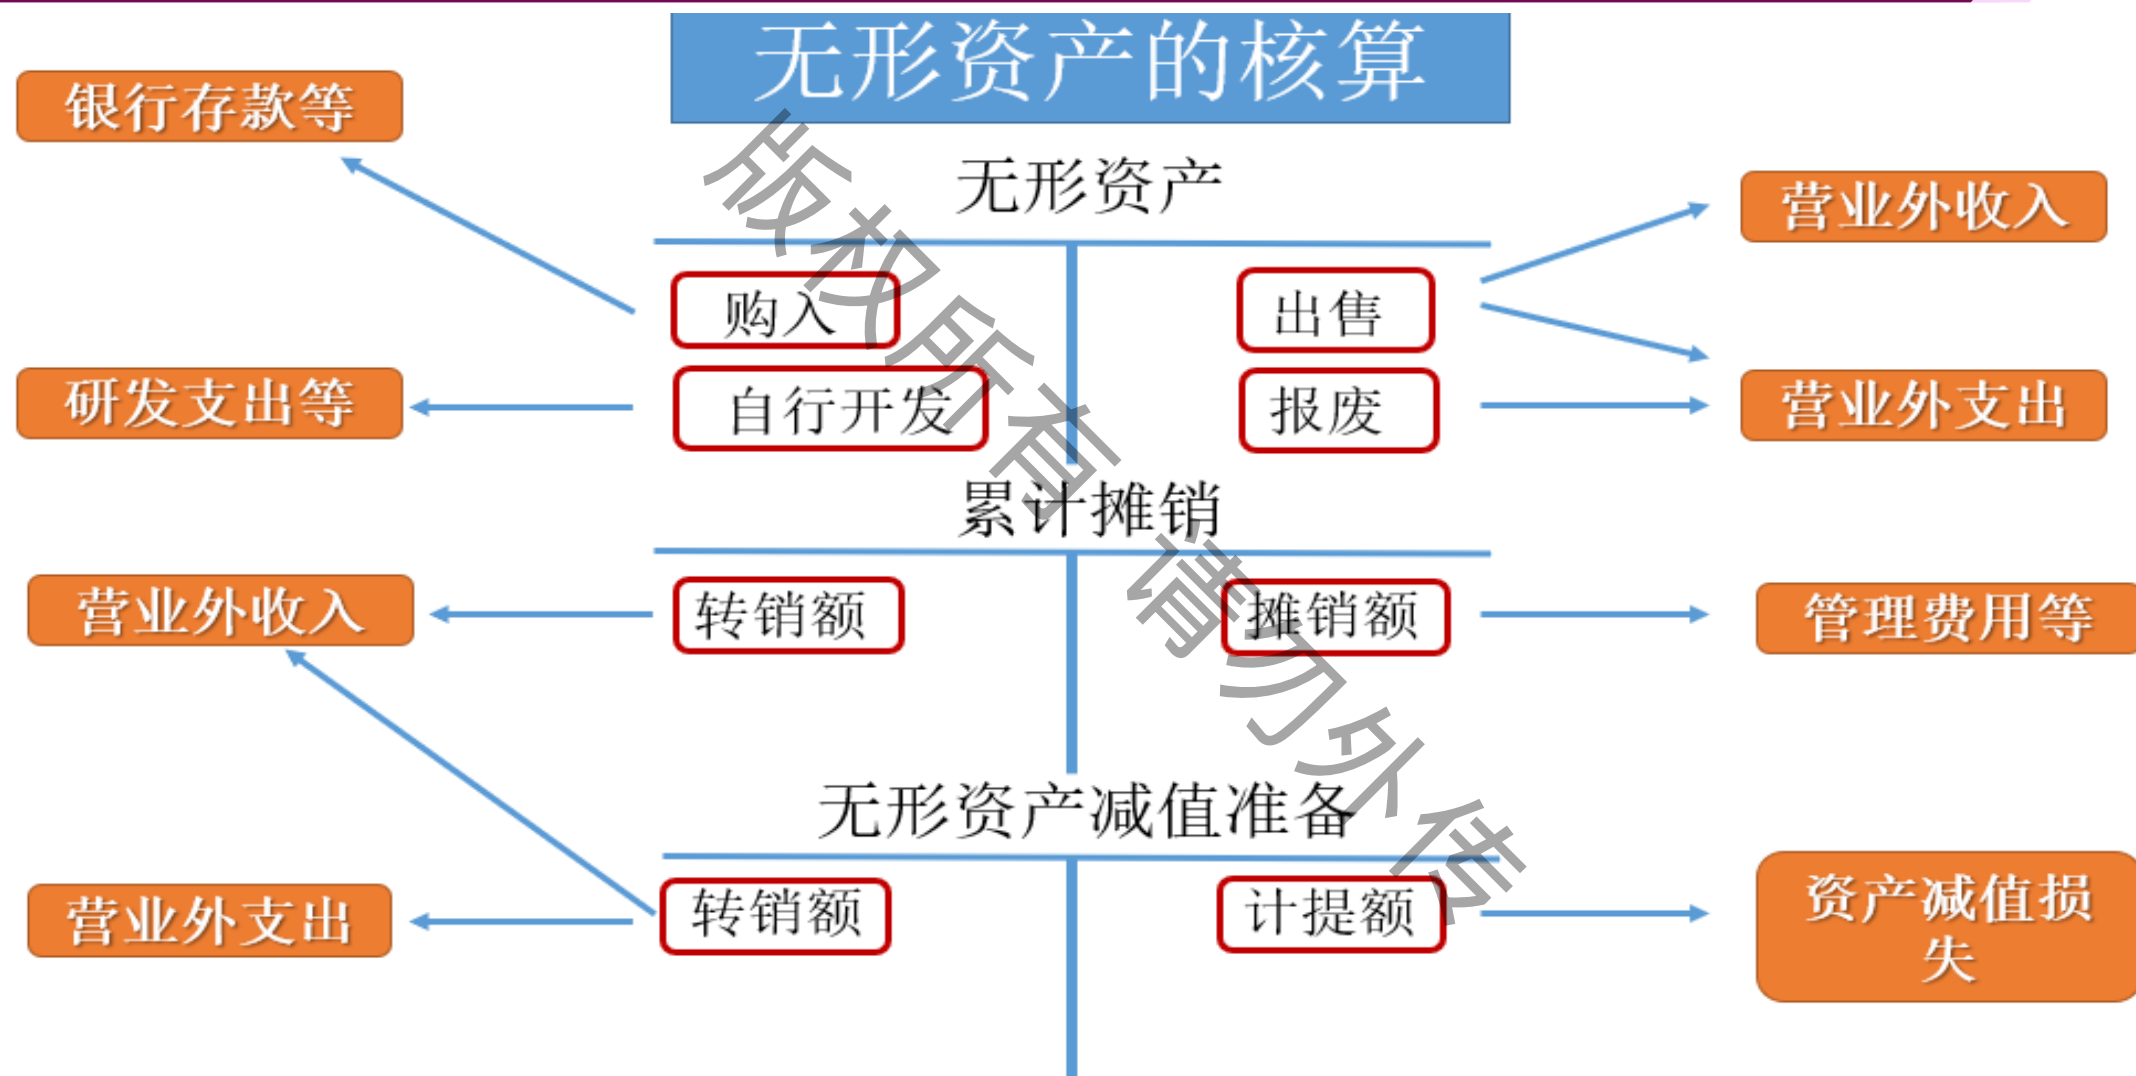 无形资产的核算
银行存款等
无形资产
营业外收入
购入
出售
研发支出等
自行开发
报废
营业外支出
累计摊销
营业外收入
转销额
摊销额
管理费用等
无形资产减值准备
营业外支出
转销额
计提额
资产减值损
失
版权所有 请勿外传